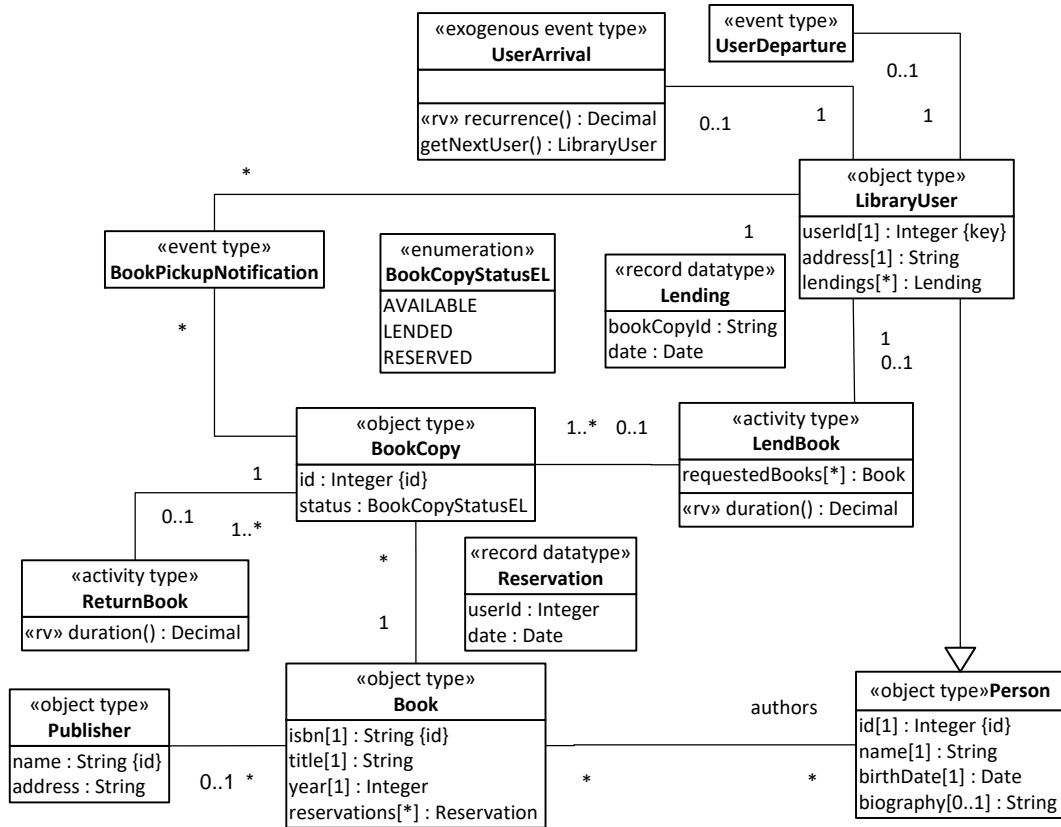 «exogenous event type»
UserArrival
«rv» recurrence() : Decimal
getNextUser() : LibraryUser
«event type»
UserDeparture
0..1
0..1
1
1
*
«object type»
LibraryUser
userId[1] : Integer {key}
address[1] : String
lendings[*] : Lending
«event type»
BookPickupNotification
«enumeration»
BookCopyStatusEL
AVAILABLE
LENDED
RESERVED
1
«record datatype»
Lending
bookCopyId : String
date : Date
*
1
0..1
«object type»
BookCopy
id : Integer {id}
status : BookCopyStatusEL
1..* 0..1
«activity type»
LendBook
requestedBooks[*] : Book
«rv» duration() : Decimal
1
0..1
1..*
*
«record datatype»
Reservation
userId : Integer
date : Date
«activity type»
ReturnBook
«rv» duration() : Decimal
1
«object type»
Publisher
name : String {id}
address : String
0..1 *
«object type»
Book
isbn[1] : String {id}
title[1] : String
year[1] : Integer
reservations[*] : Reservation
authors
*
*
«object type»Person
id[1] : Integer {id}
name[1] : String
birthDate[1] : Date
biography[0..1] : String